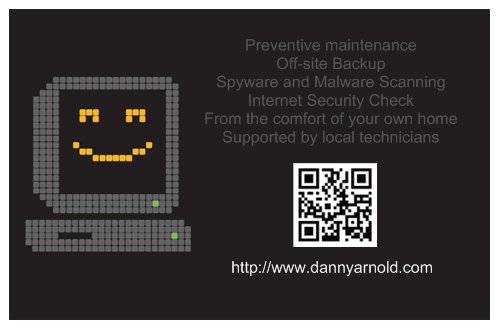 Preventive maintenance
Off-site Backup
Spyware and Malware Scanning
Internet Security Check
From the comfort of your own home
Supported by local technicians
http://www.dannyarnold.com